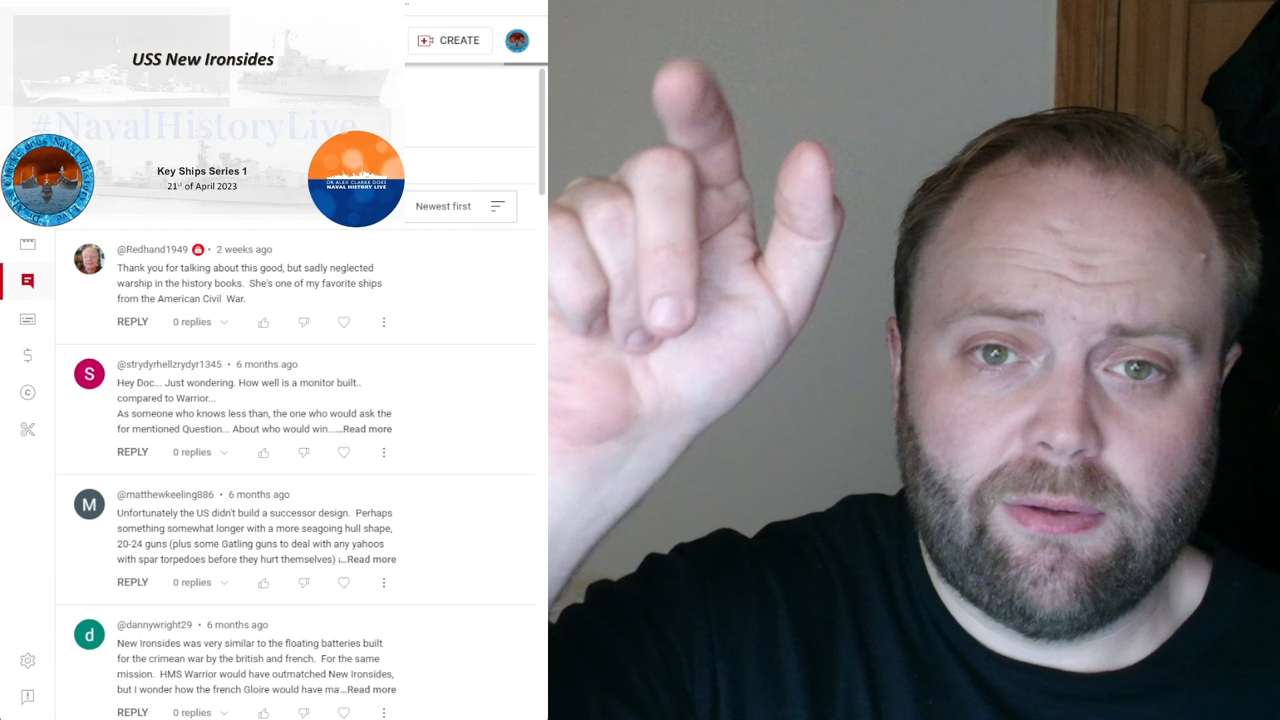 USS New Ironsides
#NavalHistoryLive
Key Ships Series 1
21st of April 2023
DR ALEX CLARKE DOES
NAVAL HISTORY LIVE
CREATE
Newest first
@Redhand1949 • 2 weeks ago
Thank you for talking about this good, but sadly neglected
warship in the history books. She's one of my favorite ships
from the American Civil War.
REPLY 0 replies
S
@strydyrhellzrydyr1345 • 6 months ago
Hey Doc... Just wondering. How well is a monitor built..
compared to Warrior...
As someone who knows less than, the one who would ask the
for mentioned Question... About who would win......Read more
REPLY 0 replies
M
@matthewkeeling886 • 6 months ago
Unfortunately the US didn't build a successor design. Perhaps
something somewhat longer with a more seagoing hull shape,
20-24 guns (plus some Gatling guns to deal with any yahoos
with spar torpedoes before they hurt themselves) ...Read more
REPLY 0 replies
d
@dannywright29 • 6 months ago
New Ironsides was very similar to the floating batteries built
for the crimean war by the british and french. For the same
mission. HMS Warrior would have outmatched New Ironsides,
but I wonder how the french Gloire would have ma...Read more
REPLY 0 replies